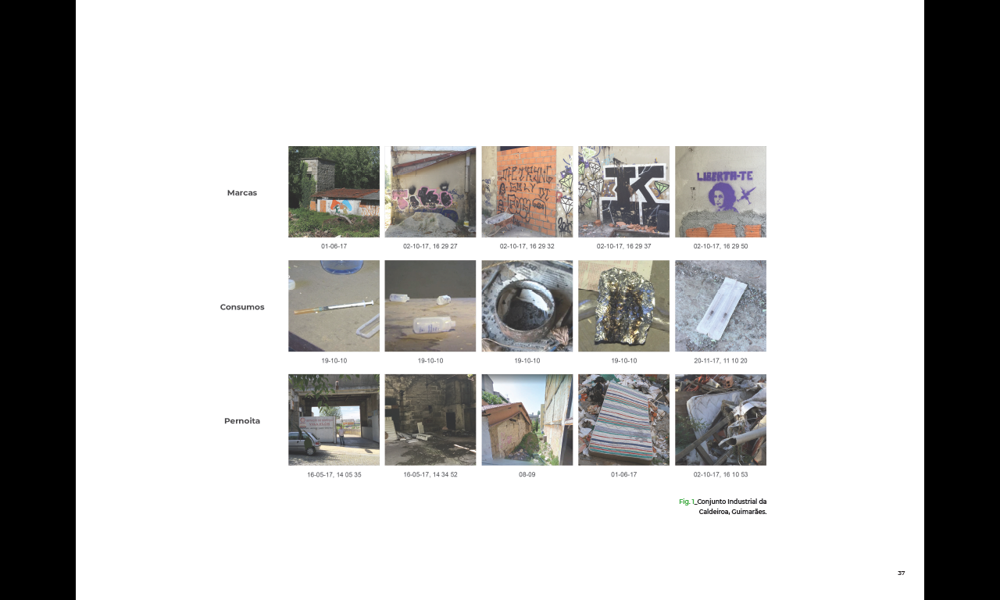 Marcas
LIBERTA-TE
01-06-17
02-10-17, 16 29 27
02-10-17, 16 29 32
02-10-17, 16 29 37
02-10-17, 16 29 50
Consumos
19-10-10
19-10-10
19-10-10
19-10-10
20-11-17, 11 10 20
Pernoita
16-05-17, 14 05 35
16-05-17, 14 34 52
08-09
01-06-17
02-10-17, 16 10 53
Fig. 1_Conjunto Industrial da
Caldeiroa, Guimarães.
37